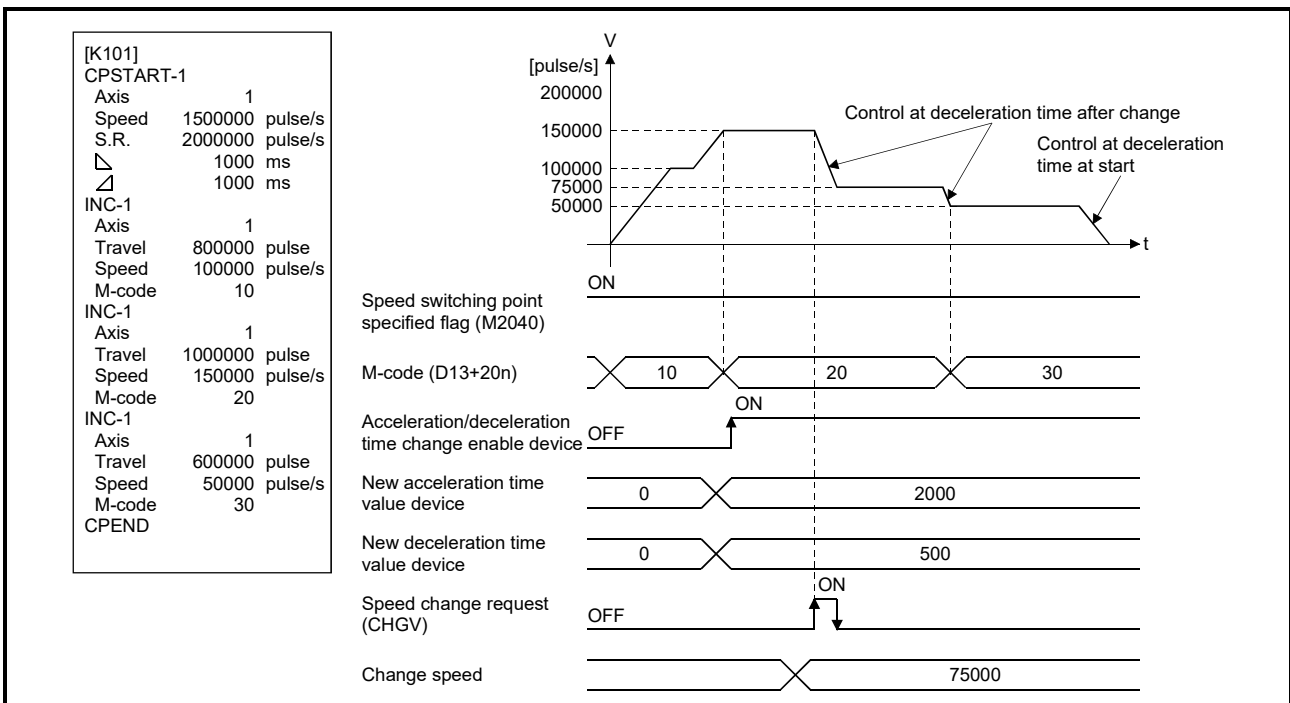 [K101]
CPSTART-1
Axis 1
Speed 1500000 pulse/s
S.R. 2000000 pulse/s
1000 ms
1000 ms
INC-1
Axis 1
Travel 800000 pulse
Speed 100000 pulse/s
M-code 10
INC-1
Axis 1
Travel 1000000 pulse
Speed 150000 pulse/s
M-code 20
INC-1
Axis 1
Travel 600000 pulse
Speed 50000 pulse/s
M-code 30
CPEND
V
[pulse/s]
200000
150000
100000
75000
50000
Control at deceleration time after change
Control at deceleration
time at start
t
ON
Speed switching point
specified flag (M2040)
M-code (D13+20n) 10 20 30
ON
Acceleration/deceleration
time change enable device OFF
New acceleration time
value device
0 2000
New deceleration time
value device
0 500
ON
Speed change request
(CHGV)
OFF
Change speed 75000